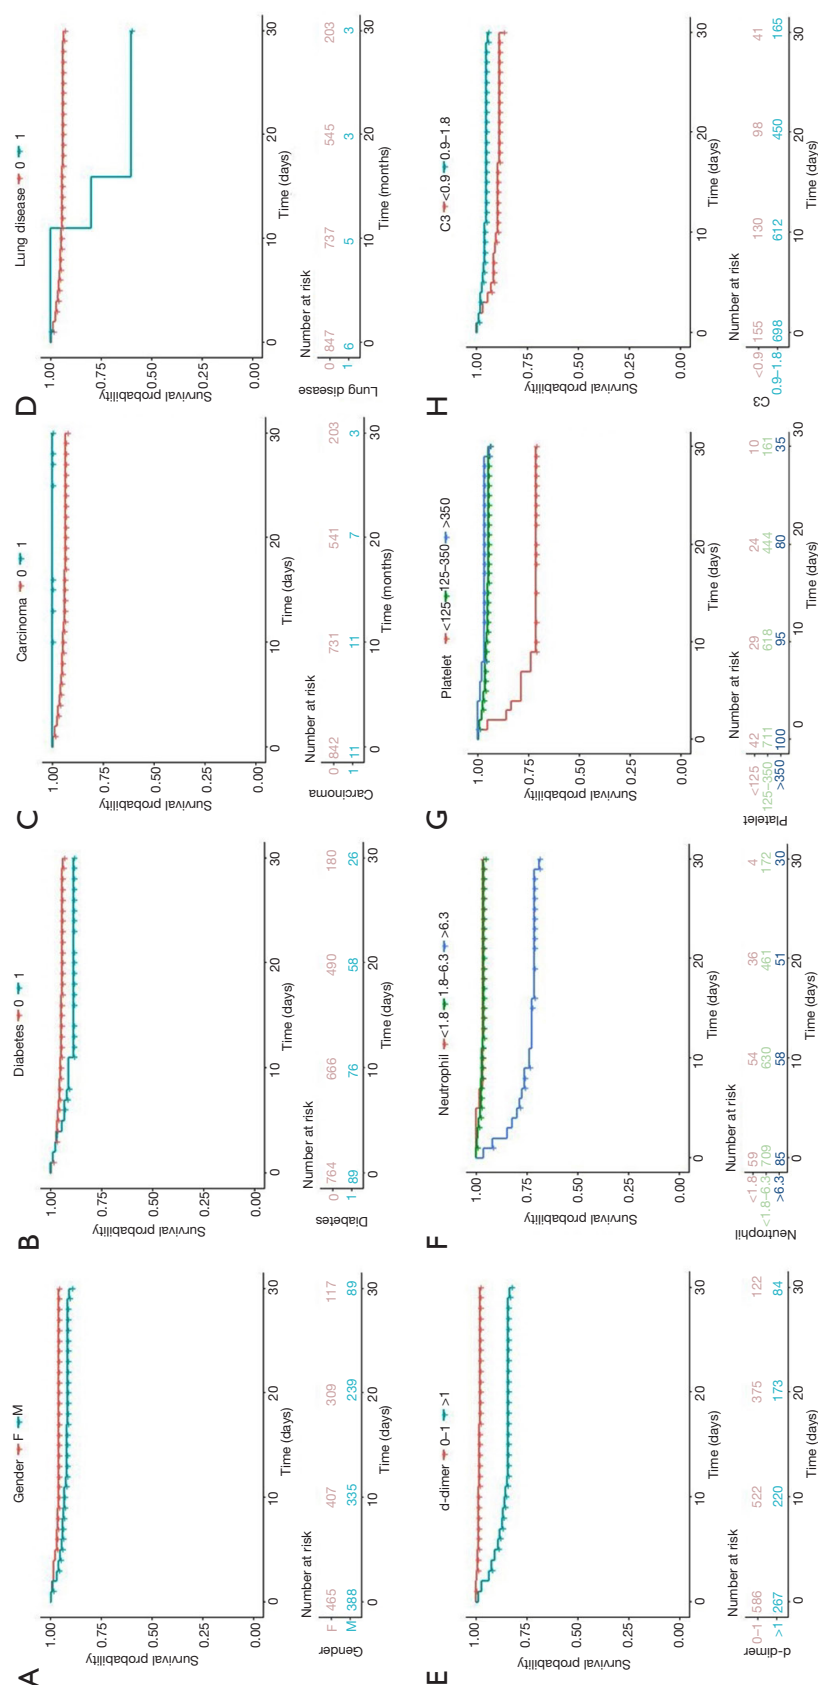 A
Gender F M
1.00
0.75
0.50
0.25
0.00
Survival probability
0 10 20 30
Time (days)
Number at risk
F 465 407 309 117
M 388 335 239 89
Gender
0 10 20 30
Time (days)
B
Diabetes 0 1
1.00
0.75
0.50
0.25
0.00
Survival probability
0 10 20 30
Time (days)
Number at risk
0 764 666 490 180
1 89 76 58 26
Diabetes
0 10 20 30
Time (days)
C
Carcinoma 0 1
1.00
0.75
0.50
0.25
0.00
Survival probability
0 10 20 30
Time (days)
Number at risk
0 842 731 541 203
1 11 11 7 3
Carcinoma
0 10 20 30
Time (months)
D
Lung disease 0 1
1.00
0.75
0.50
0.25
0.00
Survival probability
0 10 20 30
Time (days)
Number at risk
0 847 737 545 203
1 6 5 3 3
Lung disease
0 10 20 30
Time (months)
E
d-dimer 0–1 >1
1.00
0.75
0.50
0.25
0.00
Survival probability
0 10 20 30
Time (days)
Number at risk
0–1 586 522 375 122
>1 267 220 173 84
d-dimer
0 10 20 30
Time (days)
F
Neutrophil <1.8 1.8–6.3 >6.3
1.00
0.75
0.50
0.25
0.00
Survival probability
0 10 20 30
Time (days)
Number at risk
<1.8 59 54 36 4
<1.8–6.3 709 630 461 172
>6.3 85 58 51 30
Neutrophil
0 10 20 30
Time (days)
G
Platelet <125 125–350 >350
1.00
0.75
0.50
0.25
0.00
Survival probability
0 10 20 30
Time (days)
Number at risk
<125 42 29 24 10
125–350 711 618 444 161
>350 100 95 80 35
Platelet
0 10 20 30
Time (days)
H
C3 <0.9 0.9–1.8
1.00
0.75
0.50
0.25
0.00
Survival probability
0 10 20 30
Time (days)
Number at risk
<0.9 155 130 98 41
0.9–1.8 698 612 450 165
C3
0 10 20 30
Time (days)